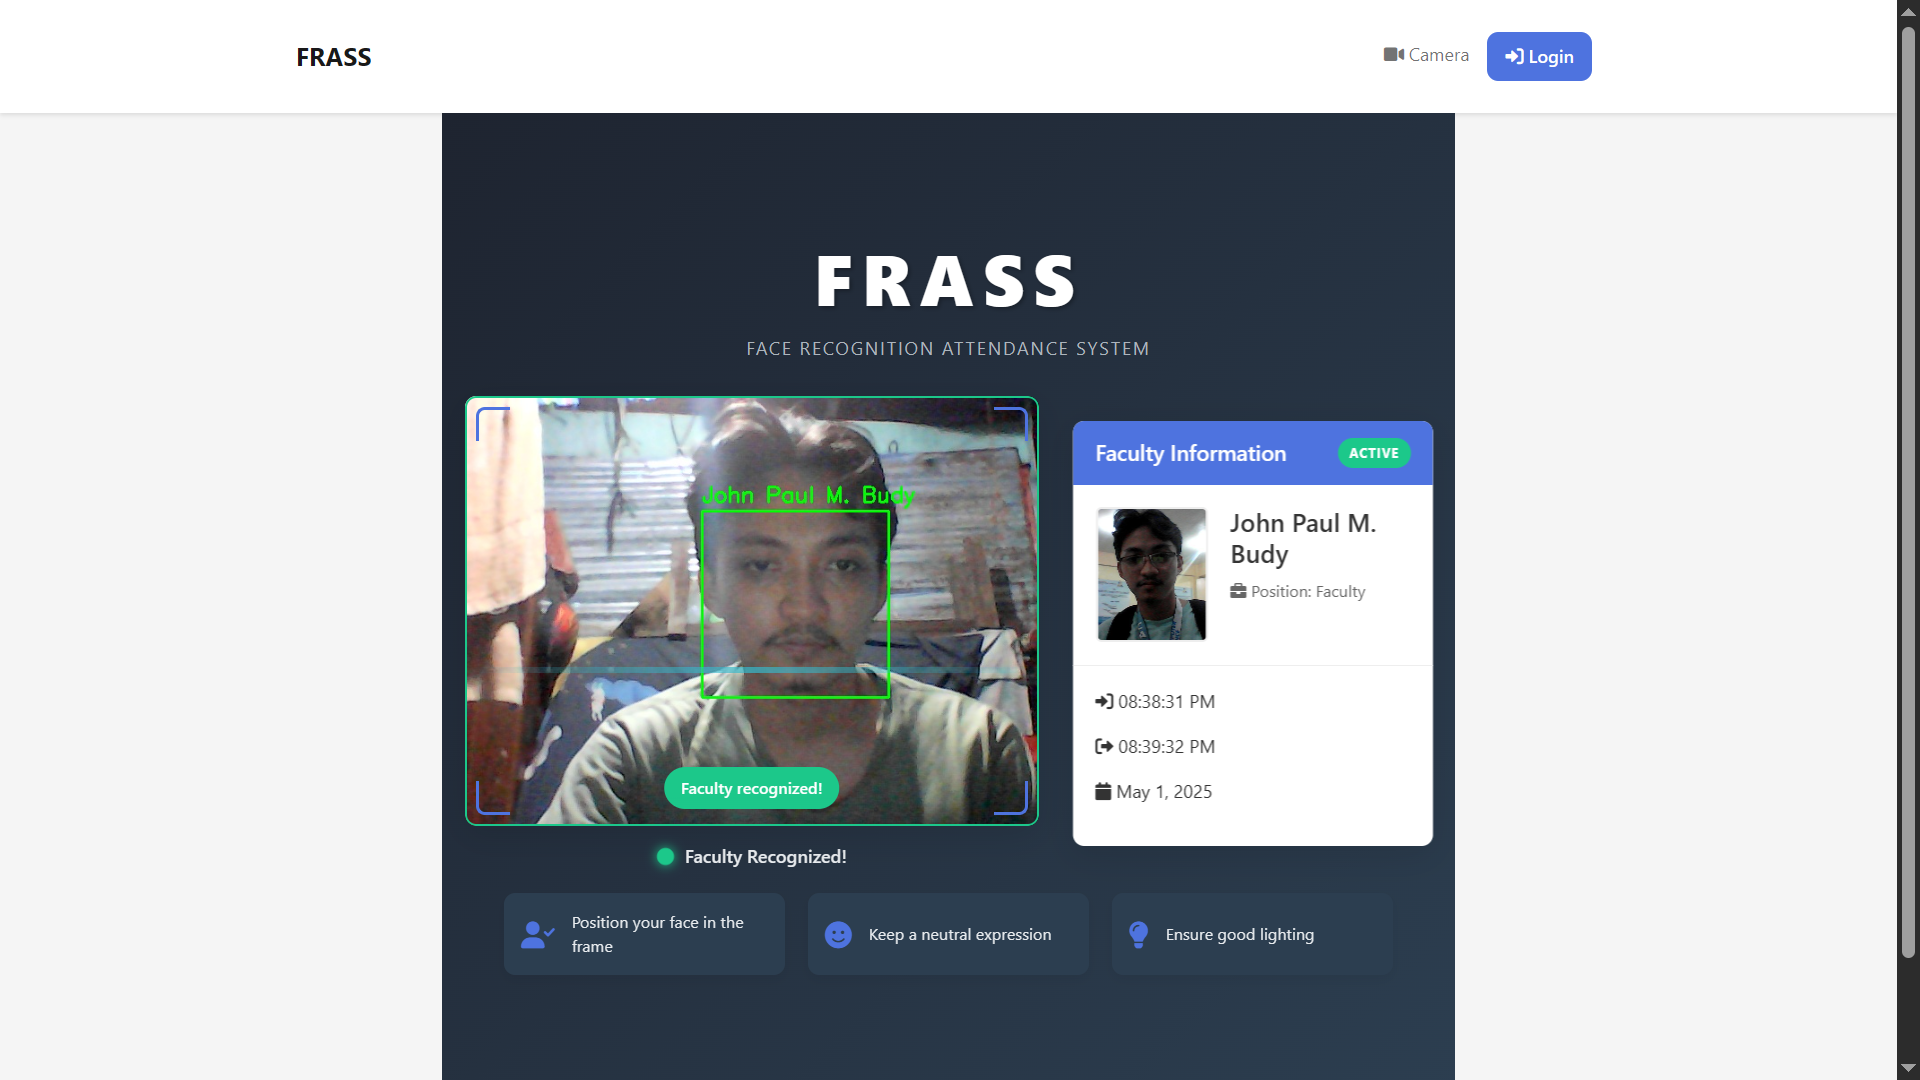 FRASS
Camera
Login
FRASS
FACE RECOGNITION ATTENDANCE SYSTEM
John Paul M. Budy
Faculty recognized!
Faculty Recognized!
Faculty Information
ACTIVE
John Paul M.
Budy
Position: Faculty
08:38:31 PM
08:39:32 PM
May 1, 2025
Position your face in the
frame
Keep a neutral expression
Ensure good lighting